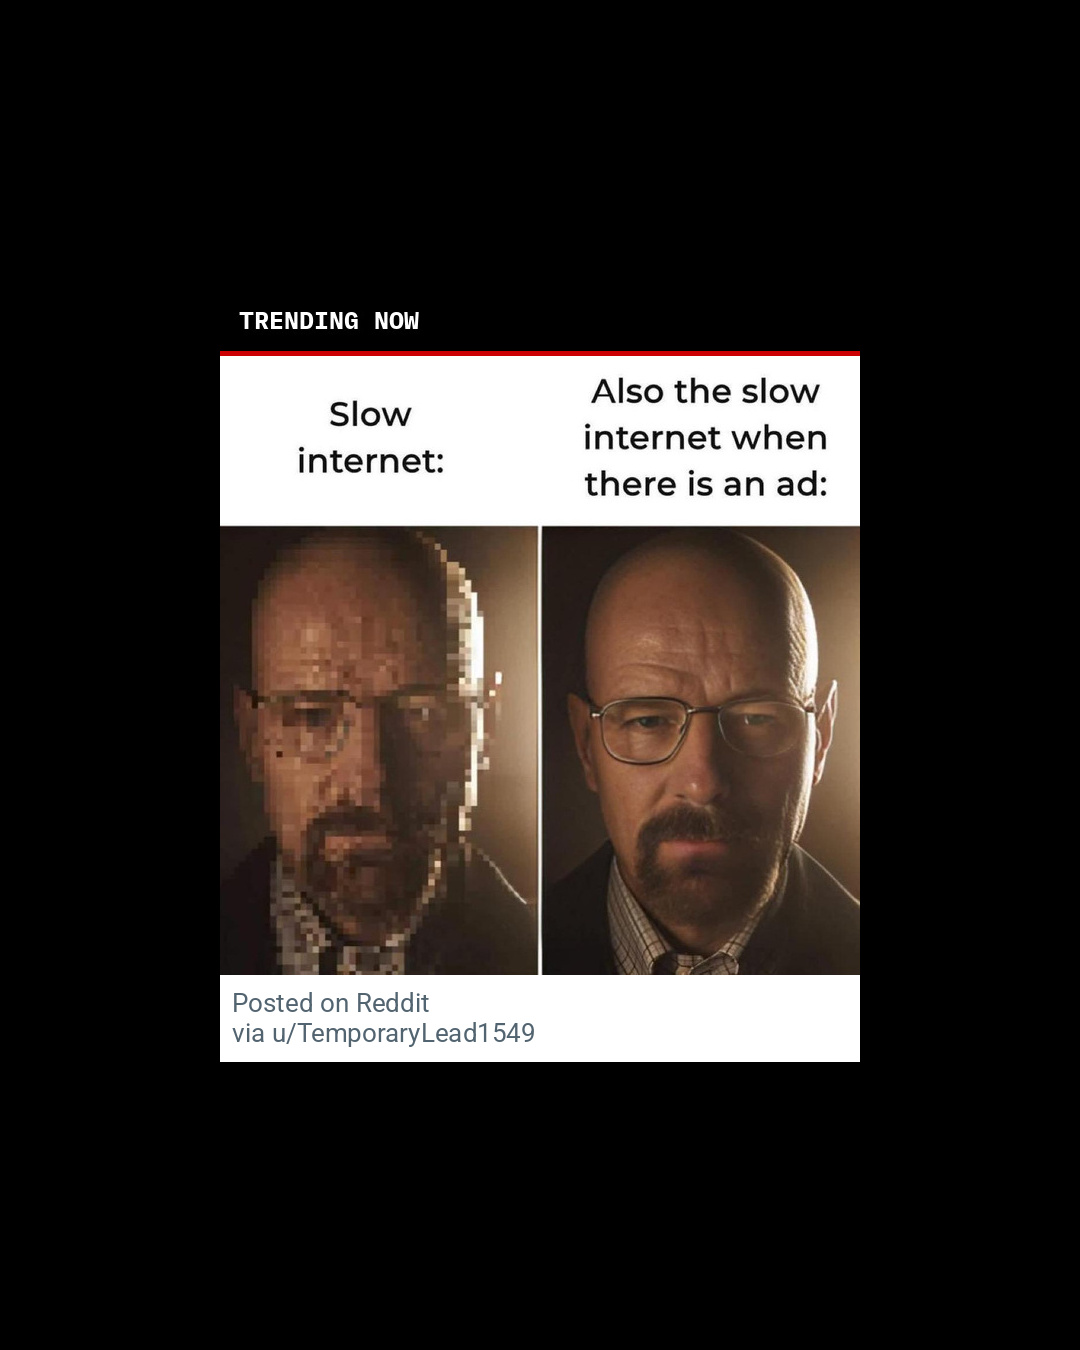 TRENDING NOW
Slow
internet:
Also the slow
internet when
there is an ad:
Posted on Reddit
via u/TemporaryLead1549